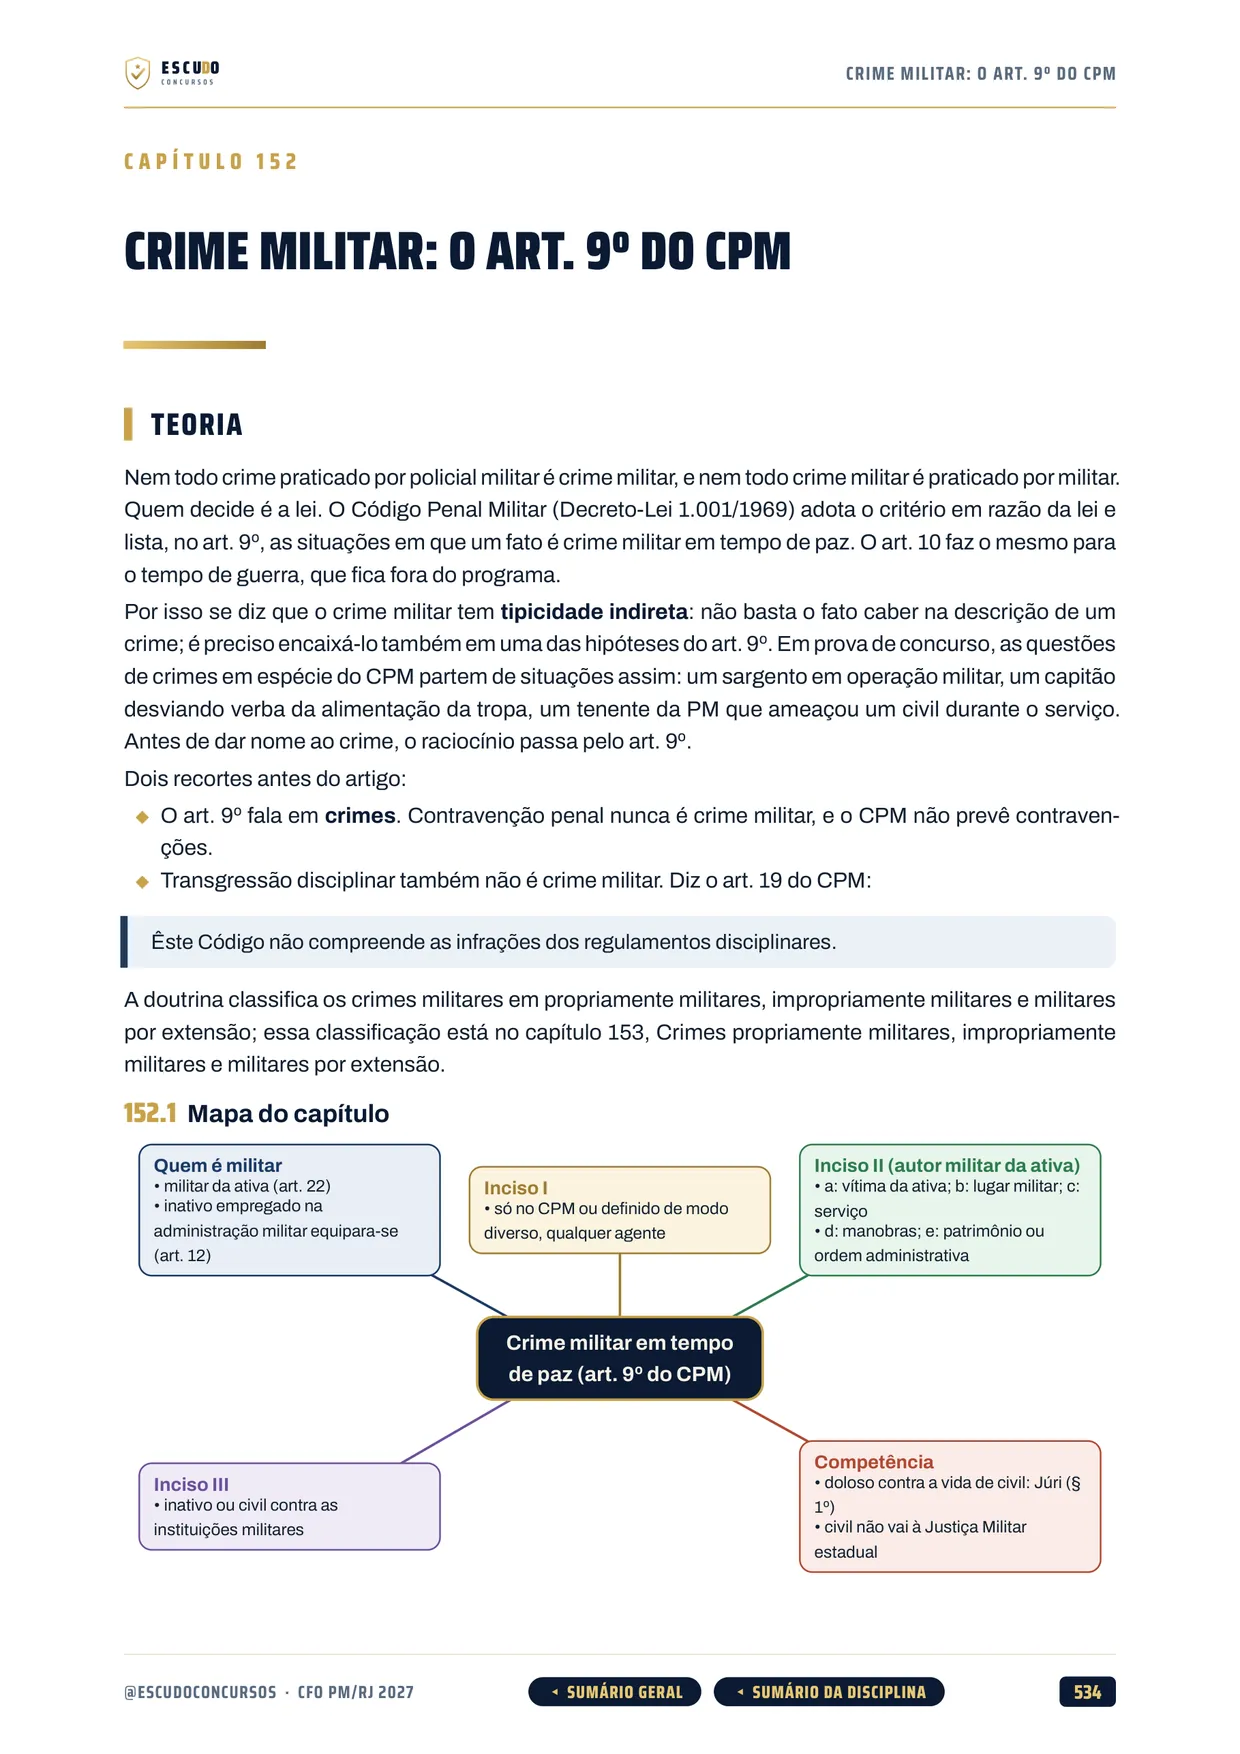 ESCUDO
CONCURSOS
CRIME MILITAR: O ART. 9º DO CPM
CAPÍTULO 152
CRIME MILITAR: O ART. 9º DO CPM
TEORIA
Nem todo crime praticado por policial militar é crime militar, e nem todo crime militar é praticado por militar.
Quem decide é a lei. O Código Penal Militar (Decreto-Lei 1.001/1969) adota o critério em razão da lei e
lista, no art. 9º, as situações em que um fato é crime militar em tempo de paz. O art. 10 faz o mesmo para
o tempo de guerra, que fica fora do programa.
Por isso se diz que o crime militar tem tipicidade indireta: não basta o fato caber na descrição de um
crime; é preciso encaixá-lo também em uma das hipóteses do art. 9º. Em prova de concurso, as questões
de crimes em espécie do CPM partem de situações assim: um sargento em operação militar, um capitão
desviando verba da alimentação da tropa, um tenente da PM que ameaçou um civil durante o serviço.
Antes de dar nome ao crime, o raciocínio passa pelo art. 9º.
Dois recortes antes do artigo:
◆ O art. 9º fala em crimes. Contravenção penal nunca é crime militar, e o CPM não prevê contraven-
ções.
◆ Transgressão disciplinar também não é crime militar. Diz o art. 19 do CPM:
Êste Código não compreende as infrações dos regulamentos disciplinares.
A doutrina classifica os crimes militares em propriamente militares, impropriamente militares e militares
por extensão; essa classificação está no capítulo 153, Crimes propriamente militares, impropriamente
militares e militares por extensão.
152.1 Mapa do capítulo
Quem é militar
• militar da ativa (art. 22)
• inativo empregado na
administração militar equipara-se
(art. 12)
Inciso I
• só no CPM ou definido de modo
diverso, qualquer agente
Inciso II (autor militar da ativa)
• a: vítima da ativa; b: lugar militar; c:
serviço
• d: manobras; e: patrimônio ou
ordem administrativa
Crime militar em tempo
de paz (art. 9º do CPM)
Inciso III
• inativo ou civil contra as
instituições militares
Competência
• doloso contra a vida de civil: Júri (§
1º)
• civil não vai à Justiça Militar
estadual
@ESCUDOCONCURSOS · CFO PM/RJ 2027
◂ SUMÁRIO GERAL
◂ SUMÁRIO DA DISCIPLINA
534